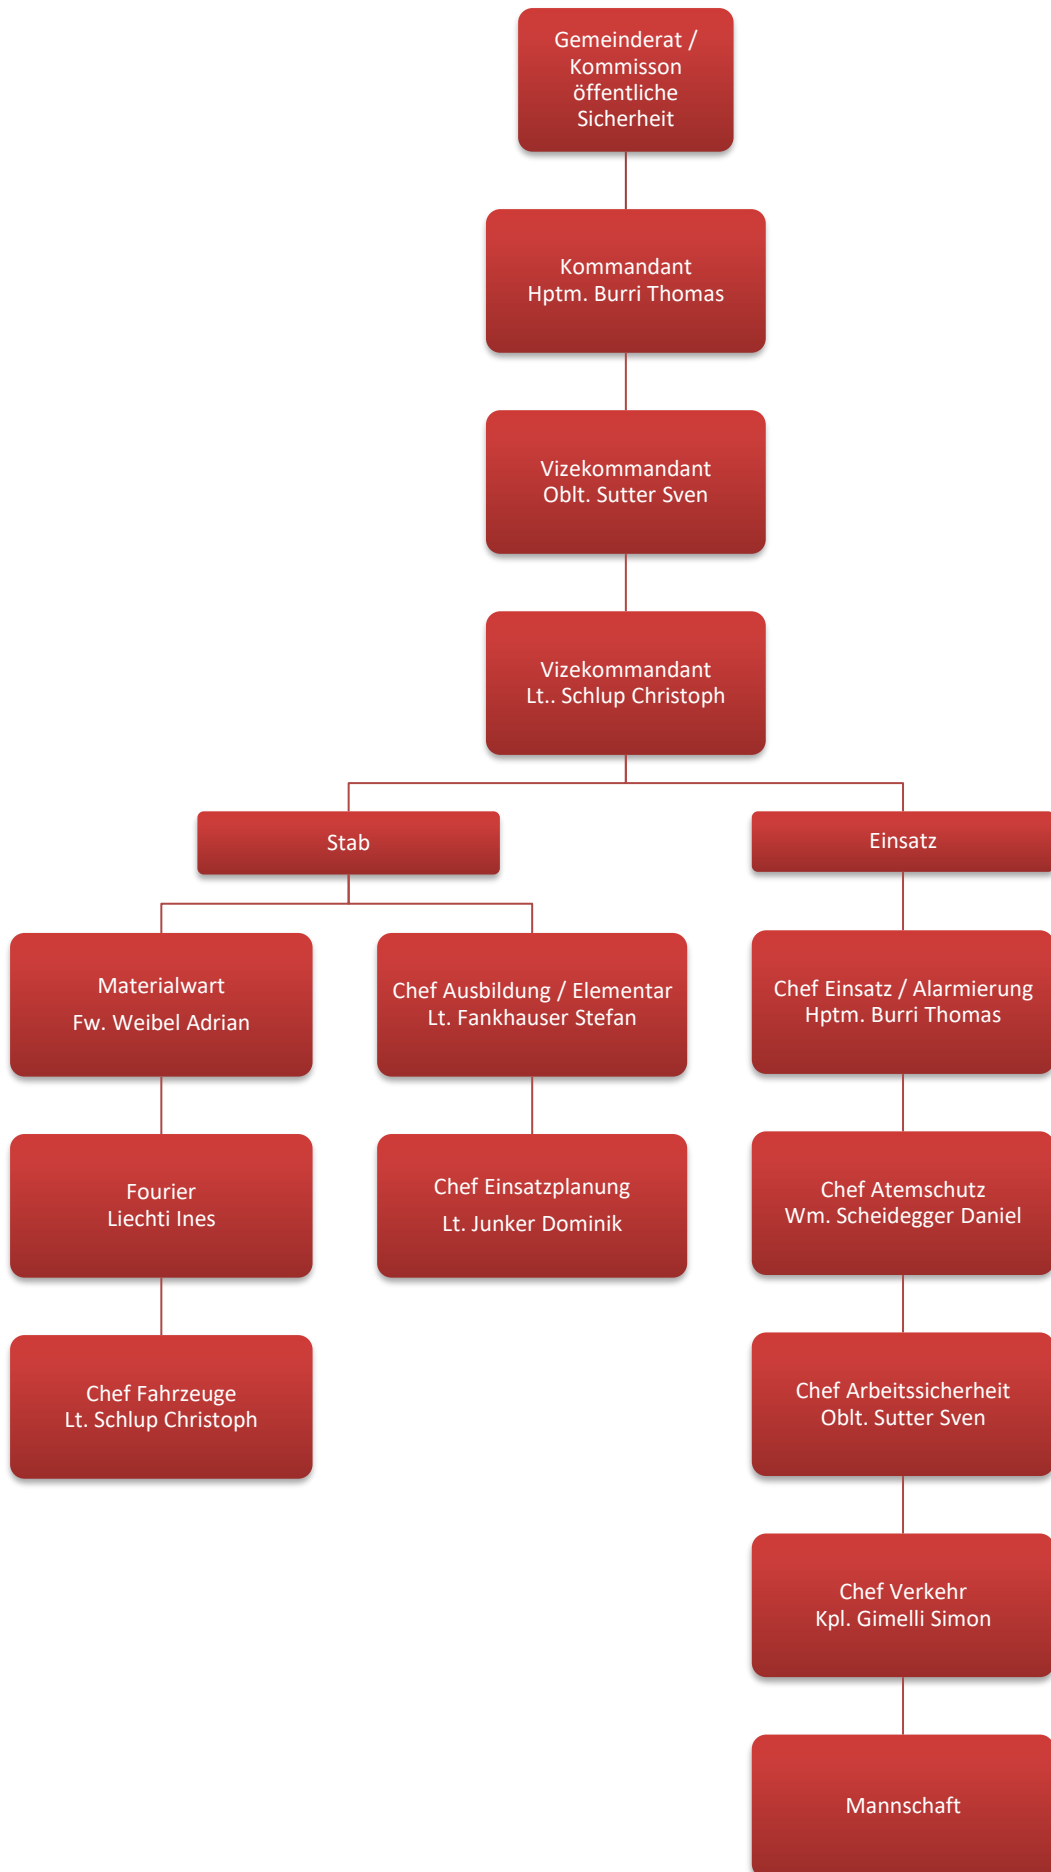 Gemeinderat /
Kommisson
öffentliche
Sicherheit
Kommandant
Hptm. Burri Thomas
Vizekommandant
Oblt. Sutter Sven
Vizekommandant
Lt.. Schlup Christoph
Stab
Einsatz
Materialwart
Fw. Weibel Adrian
Chef Ausbildung / Elementar
Lt. Fankhauser Stefan
Chef Einsatz / Alarmierung
Hptm. Burri Thomas
Fourier
Liechti Ines
Chef Einsatzplanung
Lt. Junker Dominik
Chef Atemschutz
Wm. Scheidegger Daniel
Chef Fahrzeuge
Lt. Schlup Christoph
Chef Arbeitssicherheit
Oblt. Sutter Sven
Chef Verkehr
Kpl. Gimelli Simon
Mannschaft